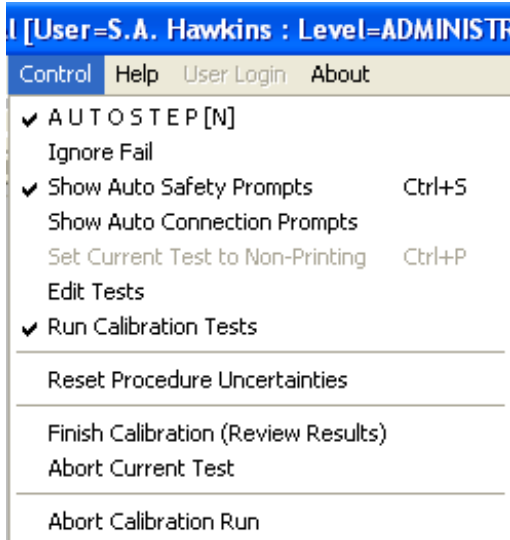 [User=S.A. Hawkins : Level=ADMINISTR
Control Help User Login About
A U T O S T E P [N]
Ignore Fail
Show Auto Safety Prompts Ctrl+S
Show Auto Connection Prompts
Set Current Test to Non-Printing Ctrl+P
Edit Tests
Run Calibration Tests
Reset Procedure Uncertainties
Finish Calibration (Review Results)
Abort Current Test
Abort Calibration Run